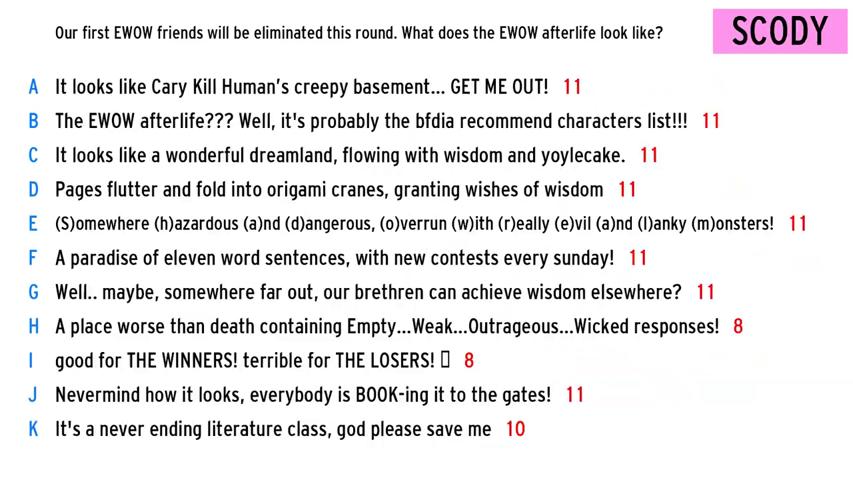 Our first EWOW friends will be eliminated this round. What does the EWOW afterlife look like?
SCODY
A It looks like Cary Kill Human's creepy basement... GET ME OUT! 11
B The EWOW afterlife??? Well, it's probably the bfdia recommend characters list!!! 11
C It looks like a wonderful dreamland, flowing with wisdom and yoylecake. 11
D Pages flutter and fold into origami cranes, granting wishes of wisdom 11
E (S)omewhere (h)azardous (a)nd (d)angerous, (o)verrun (w)ith (r)eally (e)vil (a)nd (l)anky (m)onsters! 11
F A paradise of eleven word sentences, with new contests every sunday! 11
G Well.. maybe, somewhere far out, our brethren can achieve wisdom elsewhere? 11
H A place worse than death containing Empty...Weak...Outrageous...Wicked responses! 8
I good for THE WINNERS! terrible for THE LOSERS! 8
J Nevermind how it looks, everybody is BOOK-ing it to the gates! 11
K It's a never ending literature class, god please save me 10